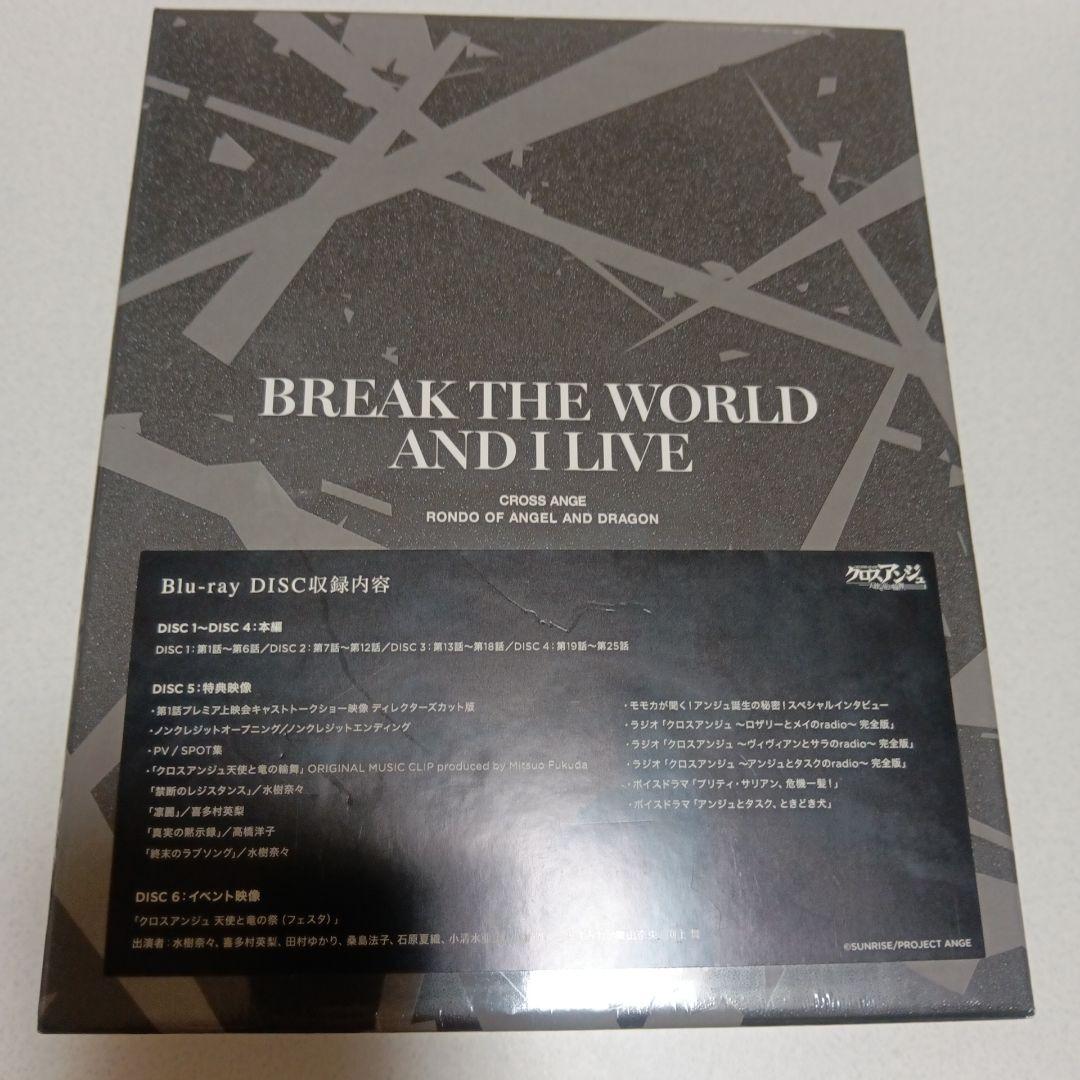 BREAK THE WORLD
AND I LIVE
CROSS ANGE
RONDO OF ANGEL AND DRAGON
Blu-ray DISC収録内容
クロスアンジュ
DISC 1～DISC 4：本編
DISC 1：第1話～第6話／DISC 2：第7話～第12話／DISC 3：第13話～第18話／DISC 4：第19話～第25話
DISC 5：特典映像
・第1話プレミア上映会キャストトークショー映像 ディレクターズカット版
・ノンクレジットオープニング/ノンクレジットエンディング
・PV / SPOT集
・「クロスアンジュ天使と竜の輪舞」ORIGINAL MUSIC CLIP produced by Mitsuo Fukuda
「禁断のレジスタンス」／水樹奈々
「凛麗」／喜多村英梨
「真実の黙示録」／高橋洋子
「終末のラブソング」／水樹奈々
・モモカが聞く！アンジュ誕生の秘密！スペシャルインタビュー
・ラジオ「クロスアンジュ ～ロザリーとメイのradio～ 完全版」
・ラジオ「クロスアンジュ ～ヴィヴィアンとサラのradio～ 完全版」
・ラジオ「クロスアンジュ ～アンジュとタスクのradio～ 完全版」
・ボイスドラマ「プリティ・サリアン、危機一髪！」
・ボイスドラマ「アンジュとタスク、ときどき犬」
DISC 6：イベント映像
「クロスアンジュ 天使と竜の祭（フェスタ）」
出演者：水樹奈々、喜多村英梨、田村ゆかり、桑島法子、石原夏織、小清水亜
©SUNRISE/PROJECT ANGE